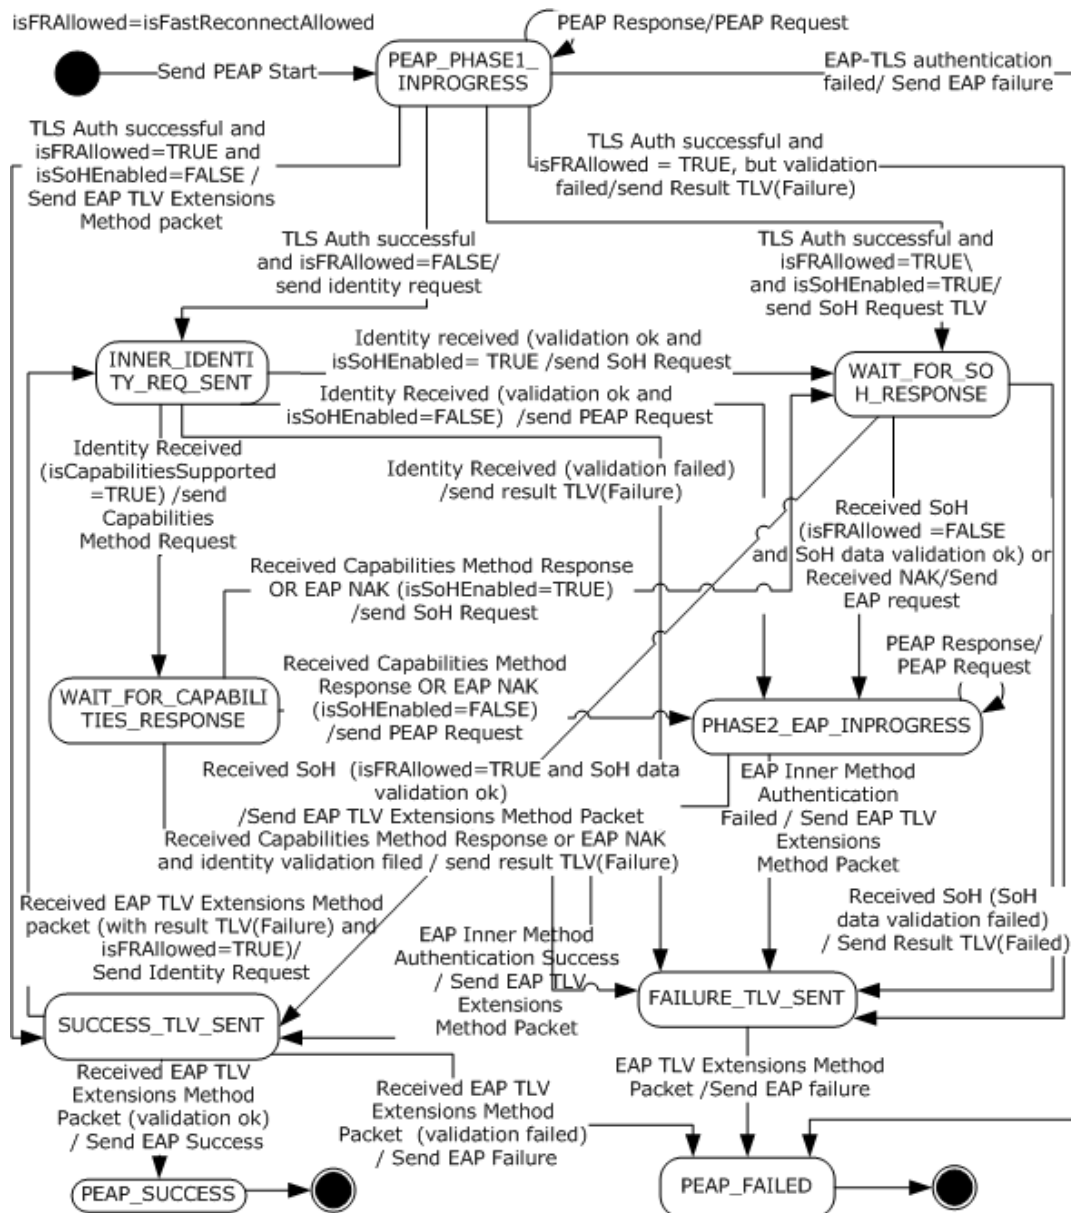 isFRAllowed=isFastReconnectAllowed
PEAP Response/PEAP Request
PEAP_PHASE1_
INPROGRESS
Send PEAP Start
EAP-TLS authentication
failed/ Send EAP failure
TLS Auth successful and
isFRAllowed=TRUE and
isSoHEnabled=FALSE /
Send EAP TLV Extensions
Method packet
TLS Auth successful and
isFRAllowed = TRUE, but validation
failed/send Result TLV(Failure)
TLS Auth successful
and isFRAllowed=FALSE/
send identity request
TLS Auth successful and
isFRAllowed=TRUE\
and isSoHEnabled=TRUE/
send SoH Request TLV
INNER_IDENTI
TY_REQ_SENT
Identity received (validation ok and
isSoHEnabled= TRUE /send SoH Request
WAIT_FOR_SO
H_RESPONSE
Identity Received (validation ok and
isSoHEnabled=FALSE)  /send PEAP Request
Identity Received
(isCapabilitiesSupported
=TRUE) /send
Capabilities
Method Request
Identity Received (validation failed)
/send result TLV(Failure)
Received SoH
(isFRAllowed =FALSE
and SoH data validation ok) or
Received NAK/Send
EAP request
Received Capabilities Method Response
OR EAP NAK (isSoHEnabled=TRUE)
/send SoH Request
PEAP Response/
PEAP Request
WAIT_FOR_CAPABILI
TIES_RESPONSE
Received Capabilities Method
Response OR EAP NAK
(isSoHEnabled=FALSE)
/send PEAP Request
PHASE2_EAP_INPROGRESS
Received SoH  (isFRAllowed=TRUE and SoH data
validation ok)
/Send EAP TLV Extensions Method Packet
EAP Inner Method
Authentication
Failed / Send EAP TLV
Extensions
Method Packet
Received Capabilities Method Response or EAP NAK
and identity validation filed / send result TLV(Failure)
Received EAP TLV Extensions Method
packet (with result TLV(Failure) and
isFRAllowed=TRUE)/
Send Identity Request
Received SoH (SoH
data validation failed)
/ Send Result TLV(Failed)
EAP Inner Method
Authentication Success
/ Send EAP TLV
Extensions
Method Packet
SUCCESS_TLV_SENT
FAILURE_TLV_SENT
Received EAP TLV
Extensions Method
Packet (validation ok)
/ Send EAP Success
Received EAP TLV
Extensions Method
Packet  (validation failed)
/ Send EAP Failure
EAP TLV Extensions Method
Packet /Send EAP failure
PEAP_SUCCESS
PEAP_FAILED